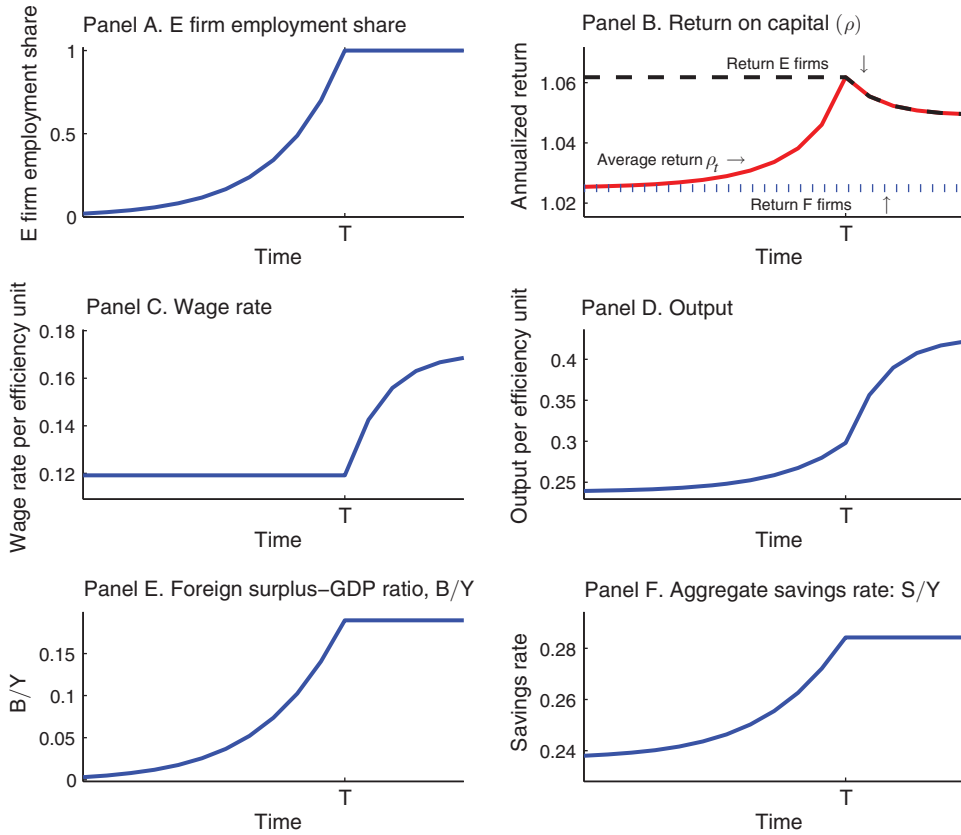 Panel A. E firm employment share
E firm employment share
1
0.5
0
T
Time
Panel B. Return on capital (ρ)
Annualized return
1.06
1.04
1.02
Return E firms ↓
Average return ρt →
Return F firms ↑
T
Time
Panel C. Wage rate
Wage rate per efficiency unit
0.18
0.16
0.14
0.12
T
Time
Panel D. Output
Output per efficiency unit
0.4
0.35
0.3
0.25
T
Time
Panel E. Foreign surplus–GDP ratio, B/Y
B/Y
0.15
0.1
0.05
0
T
Time
Panel F. Aggregate savings rate: S/Y
Savings rate
0.28
0.26
0.24
T
Time